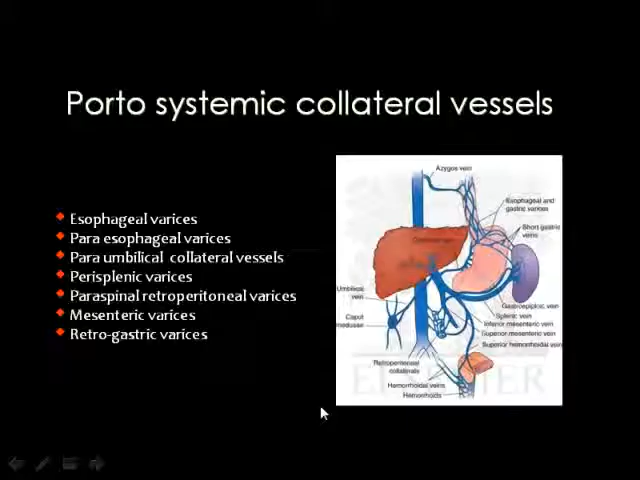 Porto systemic collateral vessels
Esophageal varices
Para esophageal varices
Para umbilical collateral vessels
Perisplenic varices
Paraspinal retroperitoneal varices
Mesenteric varices
Retro-gastric varices
Azygos vein
Esophageal and
gastric varices
Short gastric
veins
Umbilical
vein
Caput
medusae
Gastroepiploic vein
Splenic vein
Inferior mesenteric vein
Superior mesenteric vein
Superior hemorrhoidal vein
Retroperitoneal
collaterals
Hemorrhoidal veins
Hemorrhoids
ELSEVIER